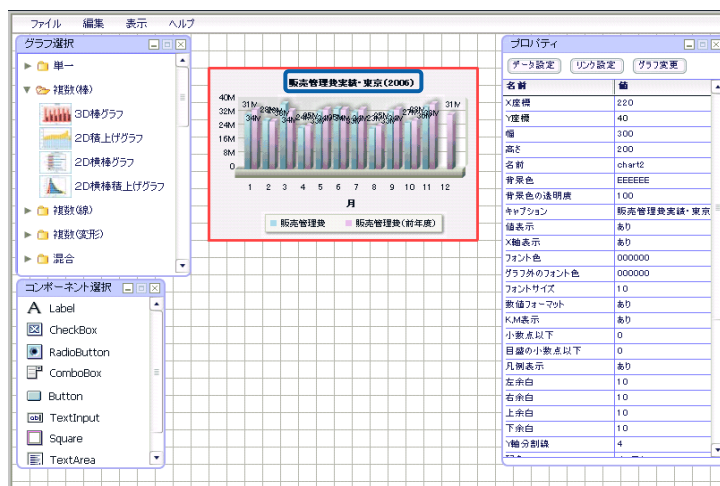 ファイル 編集 表示 ヘルプ
グラフ選択
単一
複数(棒)
3D棒グラフ
2D積上げグラフ
2D横棒グラフ
2D横棒積上げグラフ
複数(線)
複数(変形)
混合
コンポーネント選択
Label
CheckBox
RadioButton
ComboBox
Button
TextInput
Square
TextArea
販売管理費実績・東京(2006)
40M
32M
24M
16M
8M
0
31M
34M
31M
1 2 3 4 5 6 7 8 9 10 11 12
月
販売管理費 販売管理費(前年度)
プロパティ
データ設定 リンク設定 グラフ変更
名前 値
X座標 220
Y座標 40
幅 300
高さ 200
名前 chart2
背景色 EEEEEE
背景色の透明度 100
キャプション 販売管理費実績・東京
値表示 あり
X軸表示 あり
フォント色 000000
グラフ外のフォント色 000000
フォントサイズ 10
数値フォーマット あり
K,M表示 あり
小数点以下 0
目盛の小数点以下 0
凡例表示 あり
左余白 10
右余白 10
上余白 10
下余白 10
Y軸分割線 4